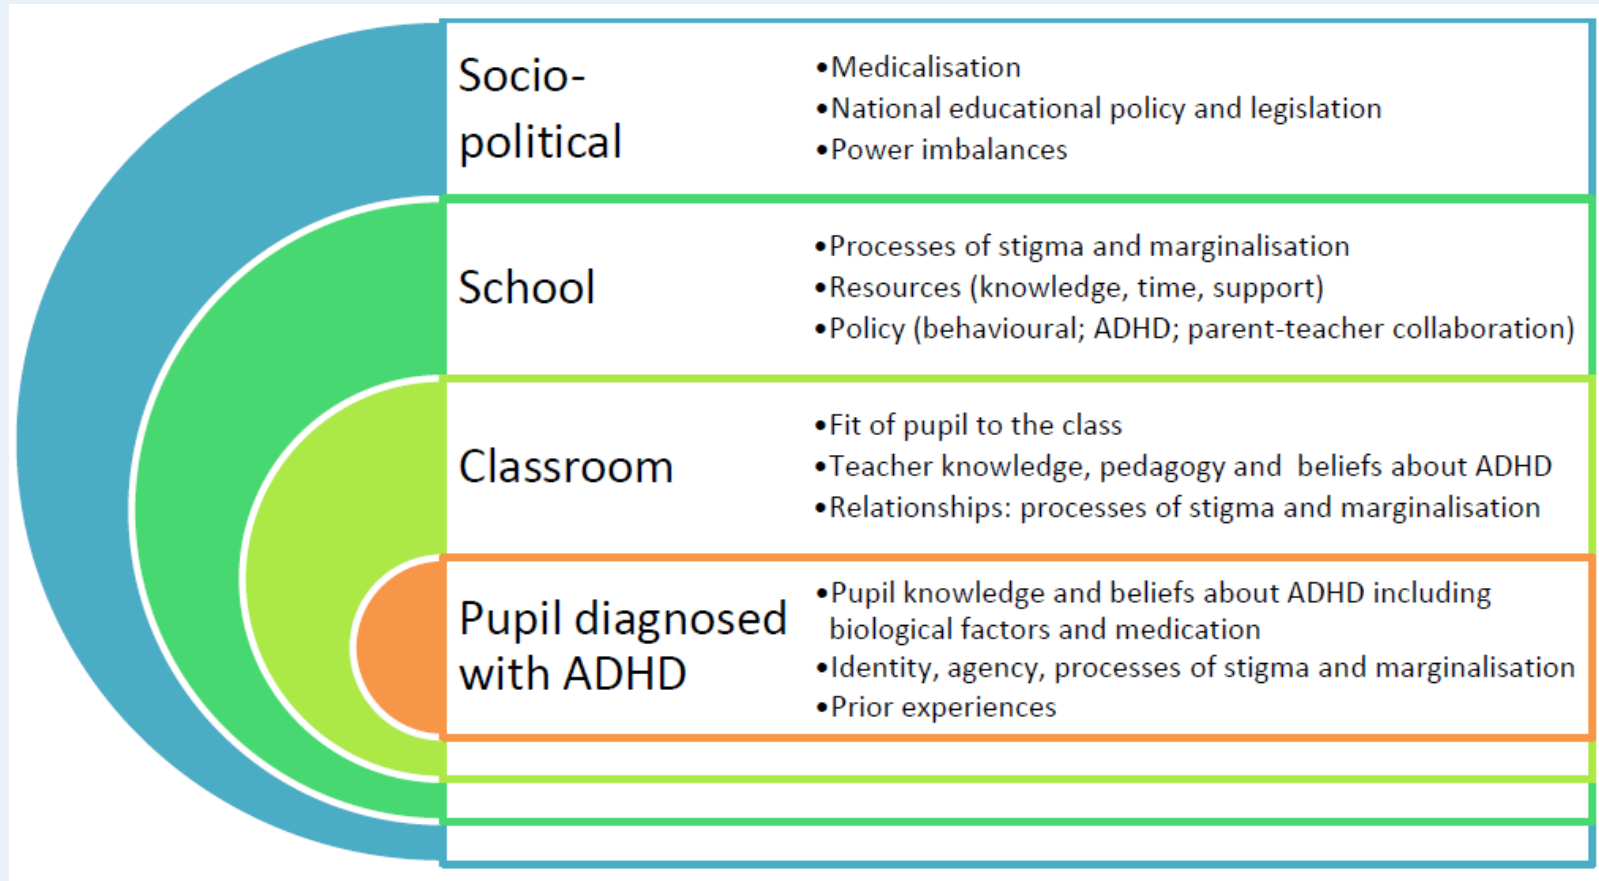 Socio-
political
•Medicalisation
•National educational policy and legislation
•Power imbalances
School
•Processes of stigma and marginalisation
•Resources (knowledge, time, support)
•Policy (behavioural; ADHD; parent-teacher collaboration)
Classroom
•Fit of pupil to the class
•Teacher knowledge, pedagogy and  beliefs about ADHD
•Relationships: processes of stigma and marginalisation
Pupil diagnosed
with ADHD
•Pupil knowledge and beliefs about ADHD including
biological factors and medication
•Identity, agency, processes of stigma and marginalisation
•Prior experiences